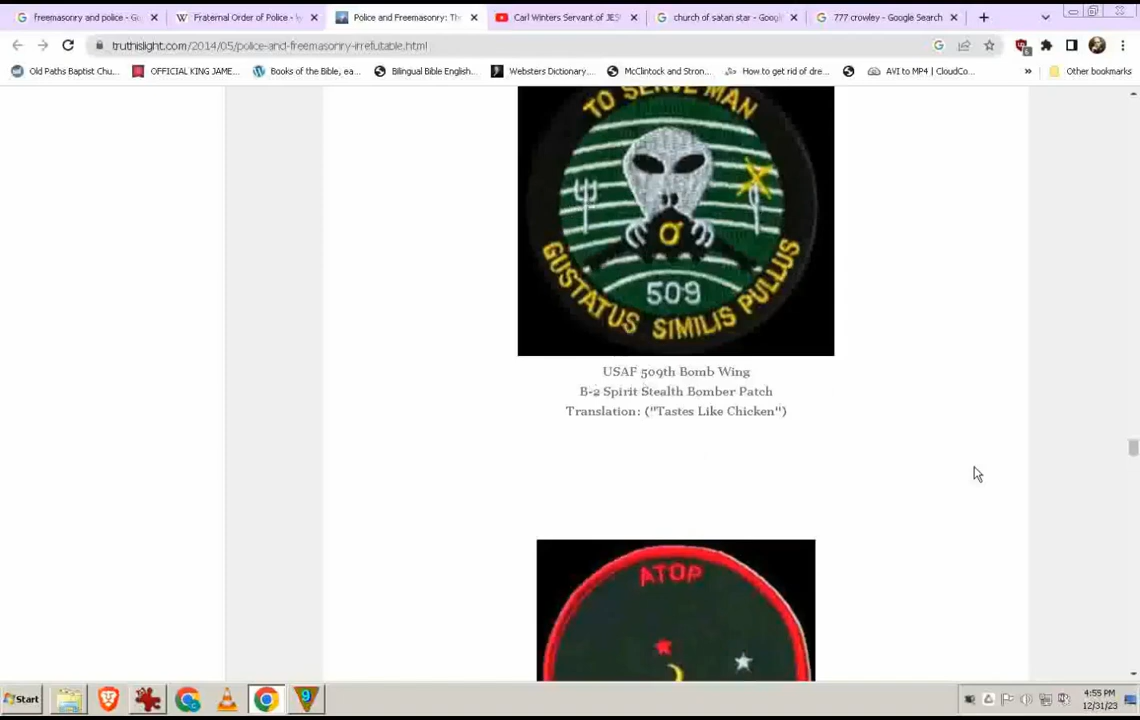 freemasonry and police - Go
Fraternal Order of Police - W
Police and Freemasonry: The
Carl Winters Servant of JES
church of satan star - Goog
777 crowley - Google Search
truthislight.com/2014/05/police-and-freemasonry-irrefutable.html
Old Paths Baptist Chu...
OFFICIAL KING JAME...
Books of the Bible, ea...
Bilingual Bible English...
Websters Dictionary...
McClintock and Stron...
How to get rid of dre...
AVI to MP4 | CloudCo...
»
Other bookmarks
TO SERVE MAN
509
GUSTATUS SIMILIS PULLUS
USAF 509th Bomb Wing
B-2 Spirit Stealth Bomber Patch
Translation: ("Tastes Like Chicken")
ATOP
Start
9
4:55 PM
12/31/23